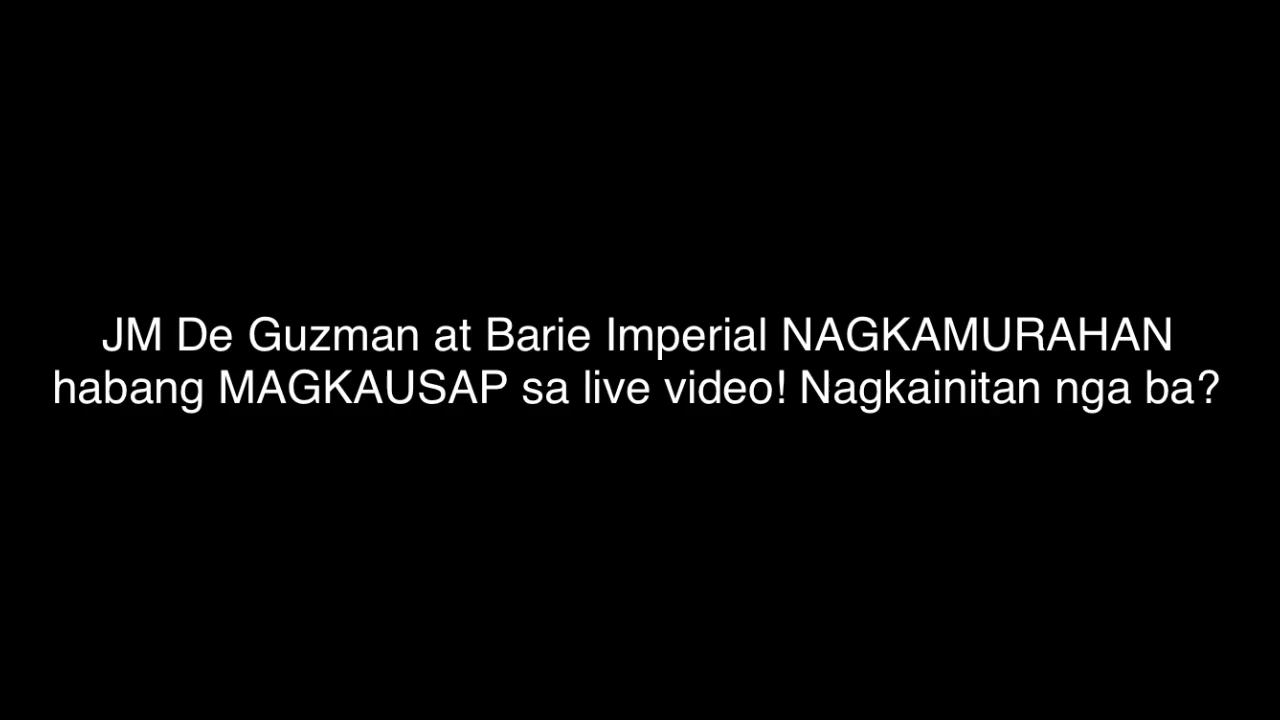 JM De Guzman at Barie Imperial NAGKAMURAHAN
habang MAGKAUSAP sa live video! Nagkainitan nga ba?